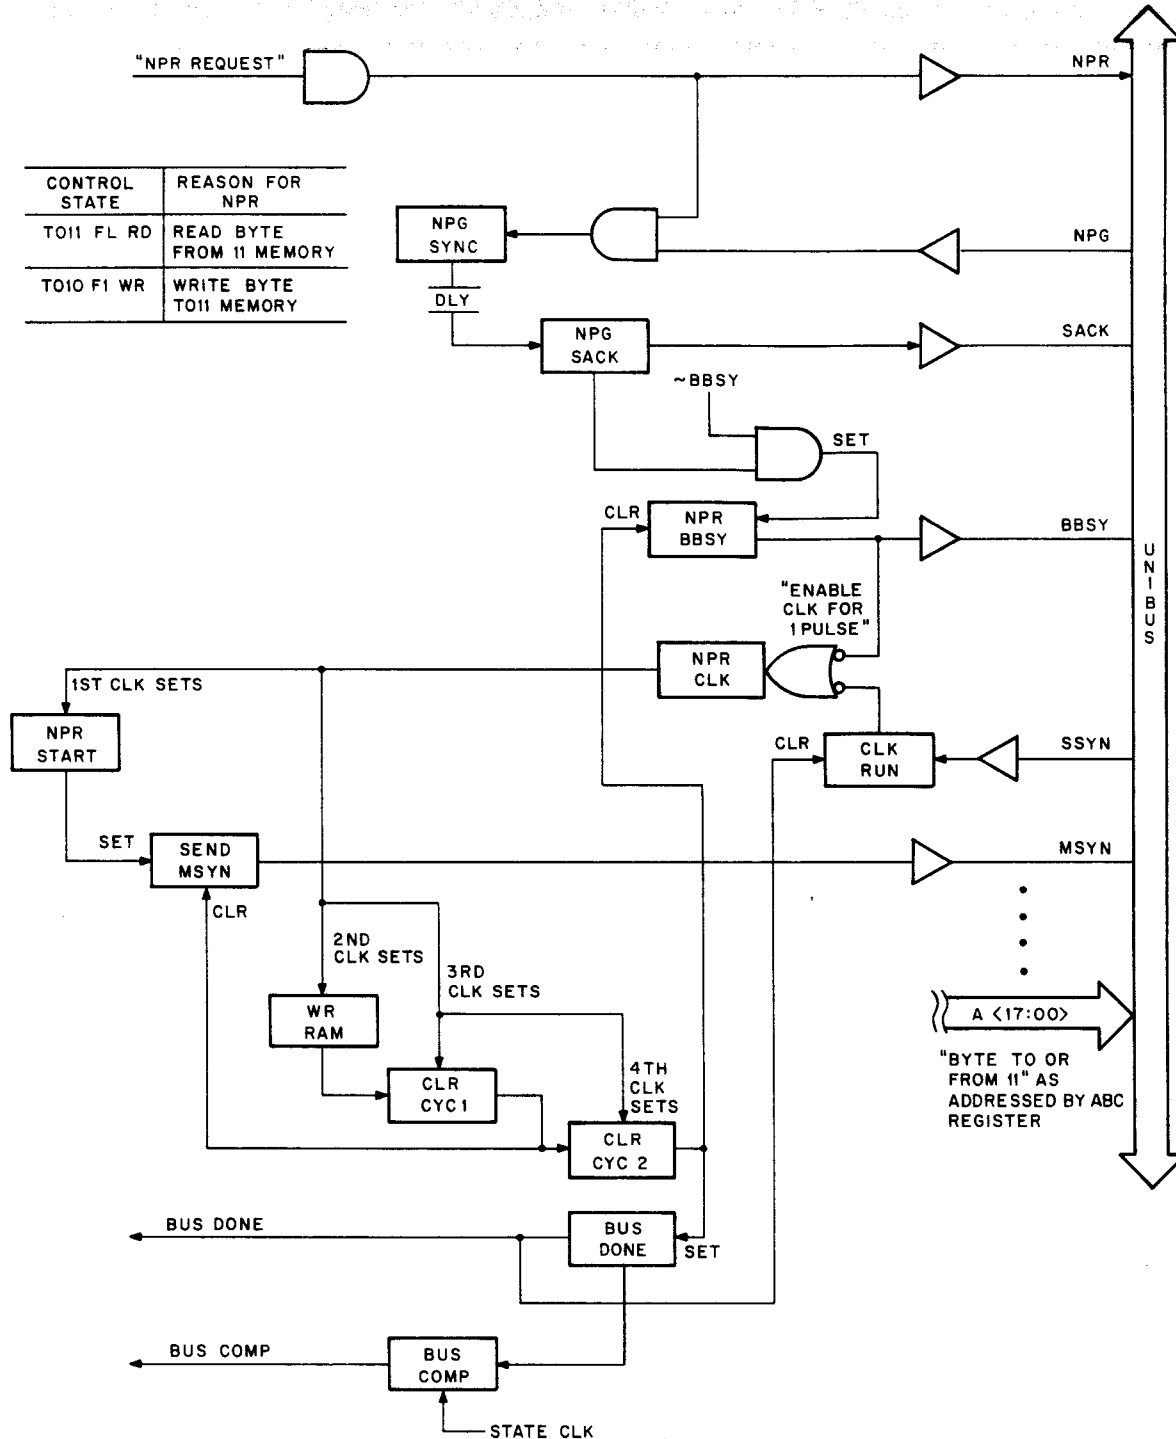 "NPR REQUEST"
NPR
CONTROL STATE
REASON FOR NPR
TO11 FL RD
READ BYTE FROM 11 MEMORY
TO10 F1 WR
WRITE BYTE TO11 MEMORY
NPG SYNC
NPG
DLY
NPG SACK
SACK
~BBSY
SET
CLR
NPR BBSY
BBSY
UNIBUS
"ENABLE CLK FOR 1 PULSE"
NPR CLK
1ST CLK SETS
NPR START
CLR
CLK RUN
SSYN
SET
SEND MSYN
MSYN
CLR
2ND CLK SETS
3RD CLK SETS
WR RAM
A <17:00>
CLR CYC 1
4TH CLK SETS
"BYTE TO OR FROM 11" AS ADDRESSED BY ABC REGISTER
CLR CYC 2
BUS DONE
BUS DONE
SET
BUS COMP
BUS COMP
STATE CLK